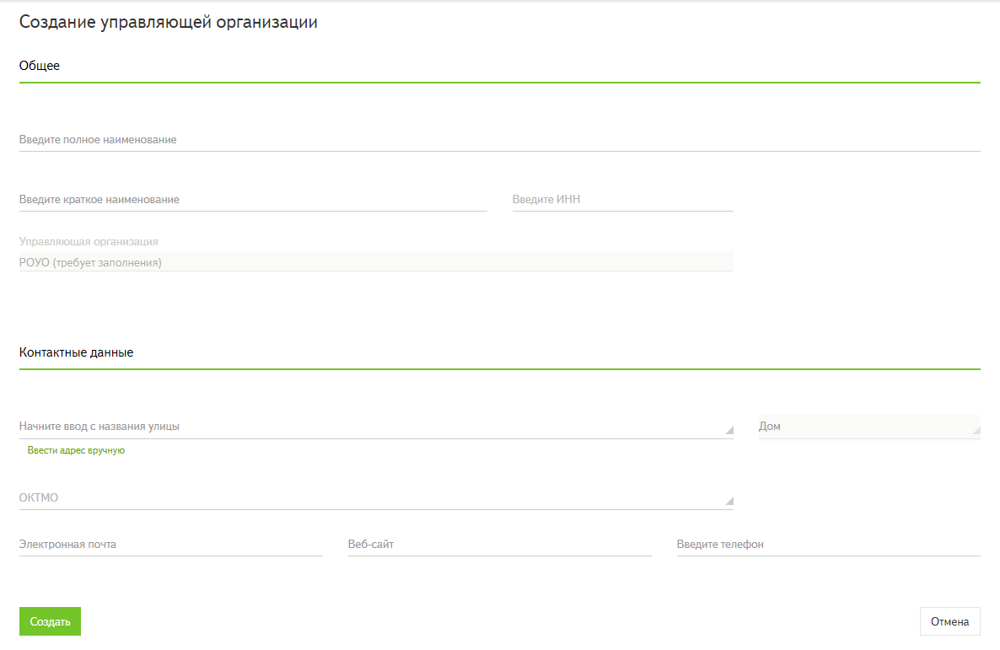 Создание управляющей организации
Общее
Введите полное наименование
Введите краткое наименование
Введите ИНН
Управляющая организация
РОУО (требует заполнения)
Контактные данные
Начните ввод с названия улицы
Дом
Ввести адрес вручную
ОКТМО
Электронная почта
Веб-сайт
Введите телефон
Создать
Отмена